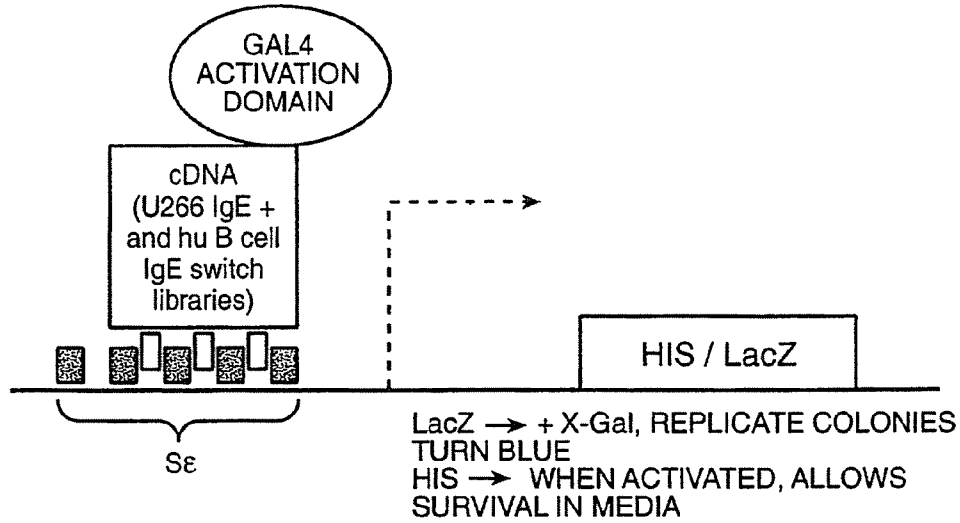 GAL4
ACTIVATION
DOMAIN
cDNA
(U266 IgE +
and hu B cell
IgE switch
libraries)
HIS / LacZ
Sε
LacZ → + X-Gal, REPLICATE COLONIES
TURN BLUE
HIS → WHEN ACTIVATED, ALLOWS
SURVIVAL IN MEDIA